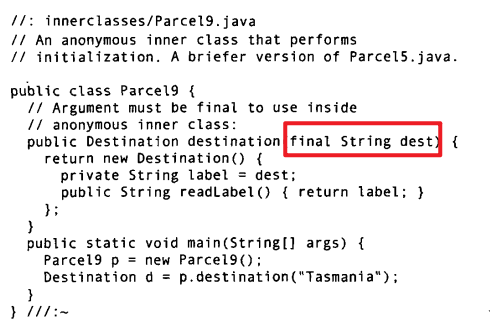 //: innerclasses/Parcel9.java
// An anonymous inner class that performs
// initialization. A briefer version of Parcel5.java.
public class Parcel9 {
// Argument must be final to use inside
// anonymous inner class:
public Destination destination(final String dest) {
return new Destination() {
private String label = dest;
public String readLabel() { return label; }
};
}
public static void main(String[] args) {
Parcel9 p = new Parcel9();
Destination d = p.destination("Tasmania");
}
} ///:~